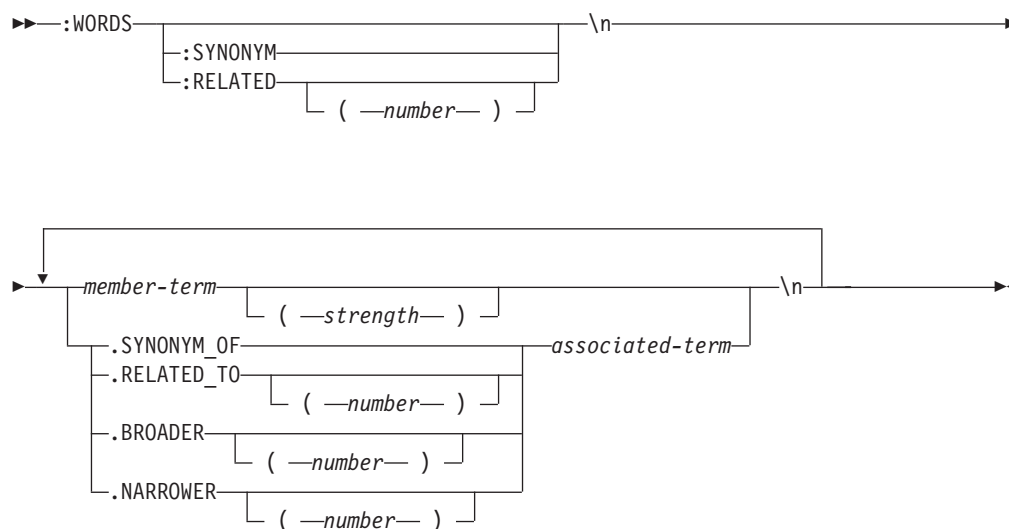 :WORDS \n
:SYNONYM
:RELATED
( number )
member-term \n
( strength )
.SYNONYM_OF associated-term
.RELATED_TO
( number )
.BROADER
( number )
.NARROWER
( number )